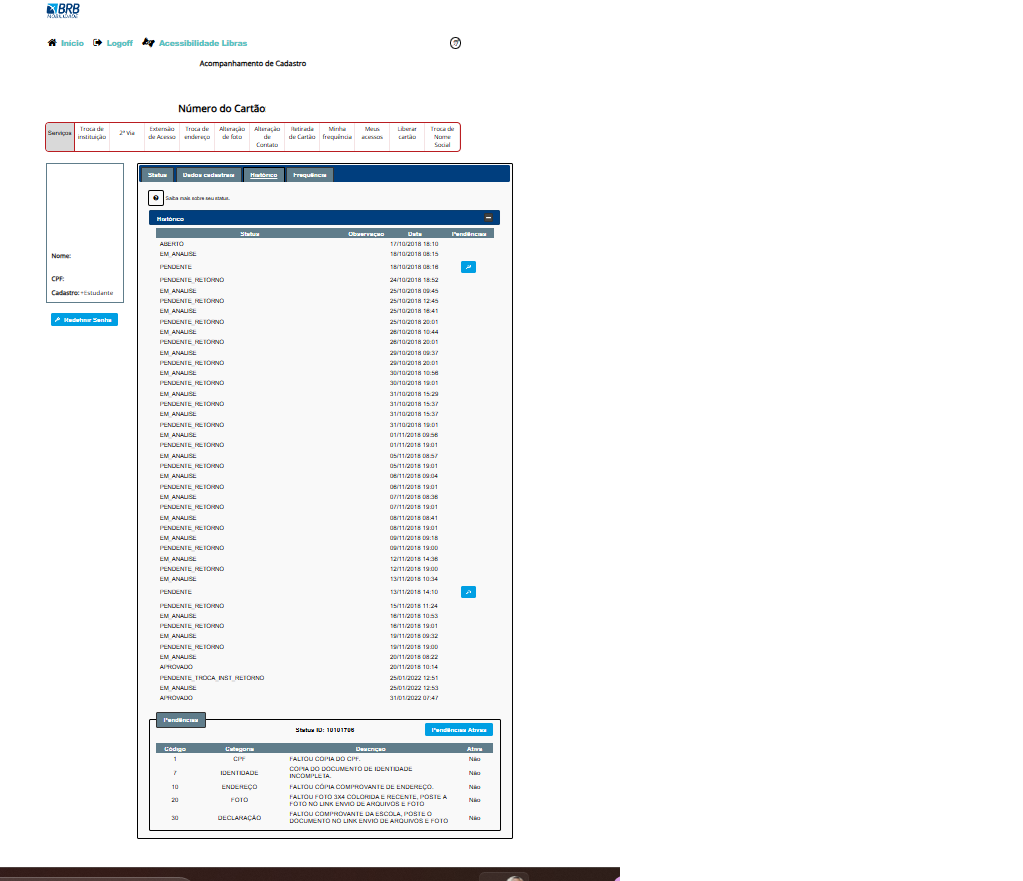 BRB
MOBILIDADE
Início Logoff Acessibilidade Libras
Acompanhamento de Cadastro
Número do Cartão
Serviços
Troca de instituição
2ª Via
Extensão de Acesso
Troca de endereço
Alteração de foto
Alteração de Contato
Retirada de Cartão
Minha frequência
Meus acessos
Liberar cartão
Troca de Nome Social
Nome:
CPF:
Cadastro: •Estudante
Redefinir Senha
Status Dados cadastrais Histórico Frequência
Saiba mais sobre seu status.
Histórico
Status Observaçao Data Pendências
ABERTO 17/10/2018 18:10
EM_ANALISE 18/10/2018 08:15
PENDENTE 18/10/2018 08:16
PENDENTE_RETORNO 24/10/2018 18:52
EM_ANALISE 25/10/2018 09:45
PENDENTE_RETORNO 25/10/2018 12:45
EM_ANALISE 25/10/2018 16:41
PENDENTE_RETORNO 25/10/2018 20:01
EM_ANALISE 26/10/2018 10:44
PENDENTE_RETORNO 26/10/2018 20:01
EM_ANALISE 29/10/2018 09:37
PENDENTE_RETORNO 29/10/2018 20:01
EM_ANALISE 30/10/2018 10:56
PENDENTE_RETORNO 30/10/2018 19:01
EM_ANALISE 31/10/2018 15:29
PENDENTE_RETORNO 31/10/2018 15:37
EM_ANALISE 31/10/2018 15:37
PENDENTE_RETORNO 31/10/2018 19:01
EM_ANALISE 01/11/2018 09:56
PENDENTE_RETORNO 01/11/2018 19:01
EM_ANALISE 05/11/2018 08:57
PENDENTE_RETORNO 05/11/2018 19:01
EM_ANALISE 06/11/2018 09:04
PENDENTE_RETORNO 06/11/2018 19:01
EM_ANALISE 07/11/2018 08:36
PENDENTE_RETORNO 07/11/2018 19:01
EM_ANALISE 08/11/2018 08:41
PENDENTE_RETORNO 08/11/2018 19:01
EM_ANALISE 09/11/2018 09:18
PENDENTE_RETORNO 09/11/2018 19:00
EM_ANALISE 12/11/2018 14:36
PENDENTE_RETORNO 12/11/2018 19:00
EM_ANALISE 13/11/2018 10:34
PENDENTE 13/11/2018 14:10
PENDENTE_RETORNO 15/11/2018 11:24
EM_ANALISE 16/11/2018 10:53
PENDENTE_RETORNO 16/11/2018 19:01
EM_ANALISE 19/11/2018 09:32
PENDENTE_RETORNO 19/11/2018 19:00
EM_ANALISE 20/11/2018 08:22
APROVADO 20/11/2018 10:14
PENDENTE_TROCA_INST_RETORNO 25/01/2022 12:51
EM_ANALISE 25/01/2022 12:53
APROVADO 31/01/2022 07:47
Pendências
Status ID: 10101706 Pendências Ativas
Código Categoria Descriçao Ativa
1 CPF FALTOU CÓPIA DO CPF. Não
7 IDENTIDADE CÓPIA DO DOCUMENTO DE IDENTIDADE INCOMPLETA. Não
10 ENDEREÇO FALTOU CÓPIA COMPROVANTE DE ENDEREÇO. Não
20 FOTO FALTOU FOTO 3X4 COLORIDA E RECENTE, POSTE A FOTO NO LINK ENVIO DE ARQUIVOS E FOTO Não
30 DECLARAÇÃO FALTOU COMPROVANTE DA ESCOLA, POSTE O DOCUMENTO NO LINK ENVIO DE ARQUIVOS E FOTO Não